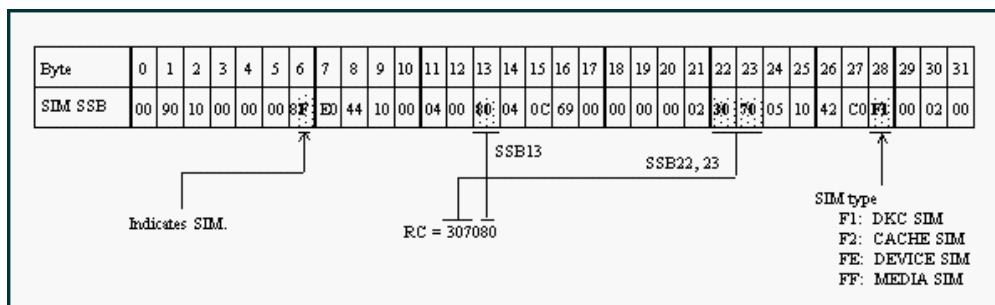 Byte 0 1 2 3 4 5 6 7 8 9 10 11 12 13 14 15 16 17 18 19 20 21 22 23 24 25 26 27 28 29 30 31
SIM SSB 00 90 10 00 00 00 8F E0 44 10 00 04 00 80 04 0C 69 00 00 00 00 02 30 70 05 10 42 C0 F1 00 02 00
SSB13
SSB22, 23
Indicates SIM.
RC = 307080
SIM type
F1: DKC SIM
F2: CACHE SIM
FE: DEVICE SIM
FF: MEDIA SIM